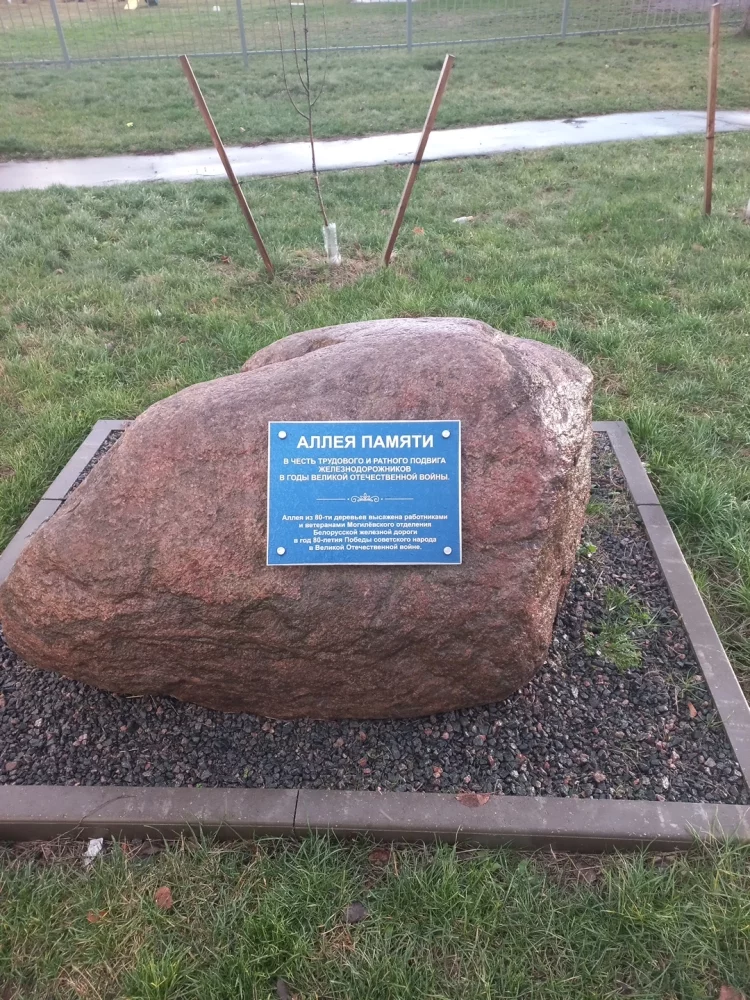 АЛЛЕЯ ПАМЯТИ
В ЧЕСТЬ ТРУДОВОГО И РАТНОГО ПОДВИГА
ЖЕЛЕЗНОДОРОЖНИКОВ
В ГОДЫ ВЕЛИКОЙ ОТЕЧЕСТВЕННОЙ ВОЙНЫ.
Аллея из 80-ти деревьев высажена работниками
и ветеранами Могилёвского отделения
Белорусской железной дороги
в год 80-летия Победы советского народа
в Великой Отечественной войне.